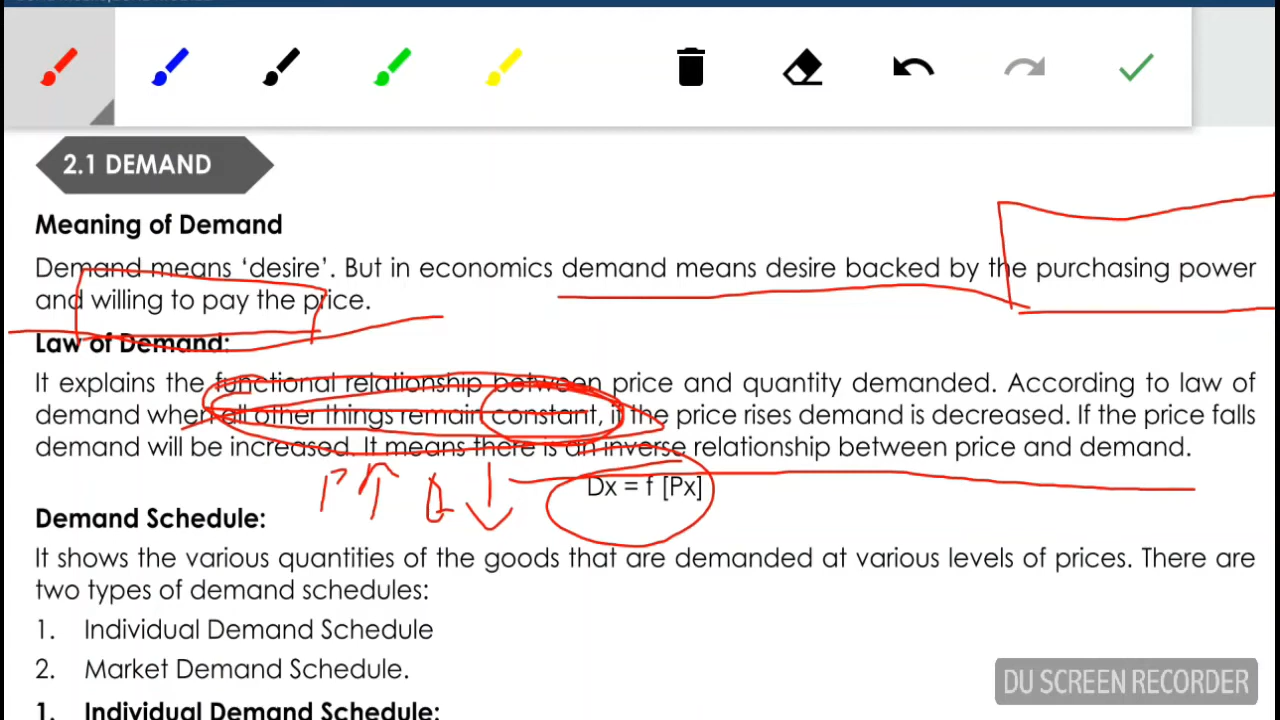 2.1 DEMAND
Meaning of Demand
Demand means ‘desire’. But in economics demand means desire backed by the purchasing power
and willing to pay the price.
Law of Demand:
It explains the functional relationship between price and quantity demanded. According to law of
demand when all other things remain constant, if the price rises demand is decreased. If the price falls
demand will be increased. It means there is an inverse relationship between price and demand.
P ↑ Q ↓
Dx = f [Px]
Demand Schedule:
It shows the various quantities of the goods that are demanded at various levels of prices. There are
two types of demand schedules:
1. Individual Demand Schedule
2. Market Demand Schedule.
1. Individual Demand Schedule:
DU SCREEN RECORDER